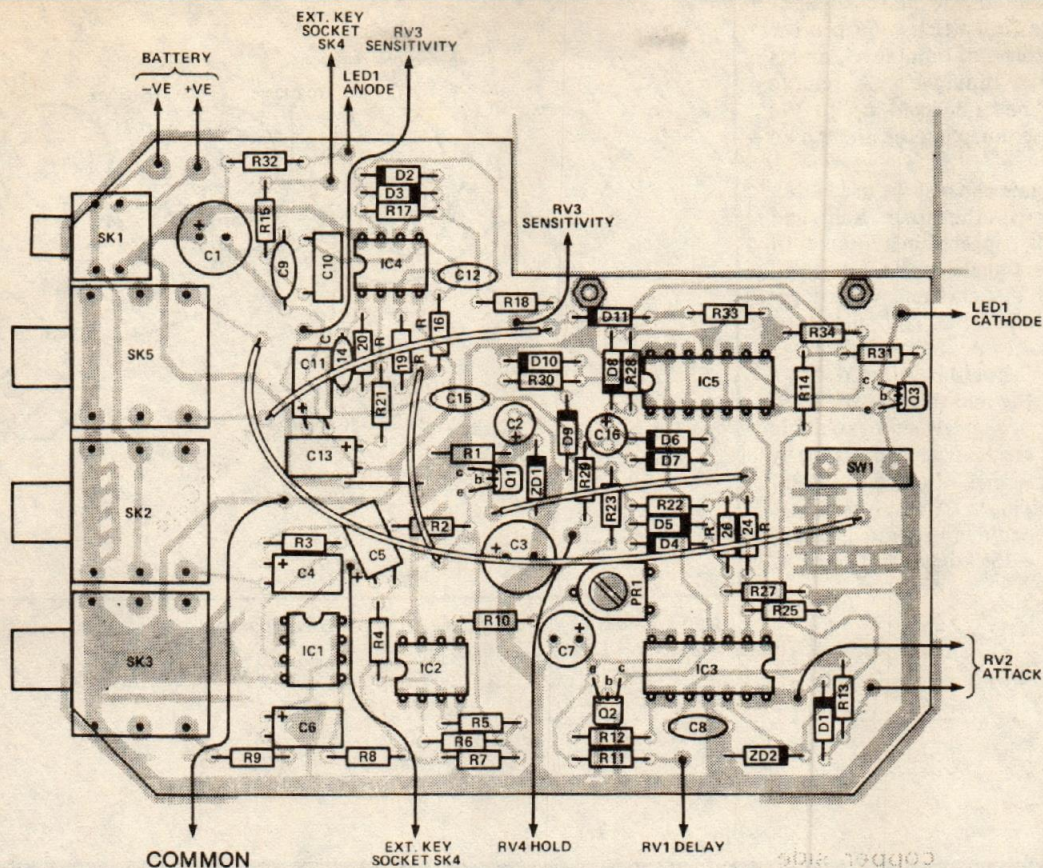 EXT. KEY
SOCKET
SK4
RV3
SENSITIVITY
BATTERY
–VE +VE
LED1
ANODE
R32
D2
D3
R17
R15
SK1
C1
C9
C10
IC4
C12
RV3
SENSITIVITY
R18
D11
R33
R34
LED1
CATHODE
R31
SK5
C
14
C11
20
R
19
R
16
R
R21
D10
R30
D8
R28
IC5
R14
c
b
e
Q3
C15
C2
D9
C16
D6
D7
C13
R1
c
b
e
Q1
ZD1
R29
R23
SW1
SK2
R2
C3
R22
D5
D4
R
26
24
R
R3
C5
C4
PR1
R27
R25
SK3
IC1
R4
IC2
R10
C7
IC3
RV2
ATTACK
e
b
c
Q2
C6
R5
R6
R7
R12
R11
C8
D1
R13
ZD2
R9
R8
COMMON
EXT. KEY
SOCKET SK4
RV4 HOLD
RV1 DELAY
copper side